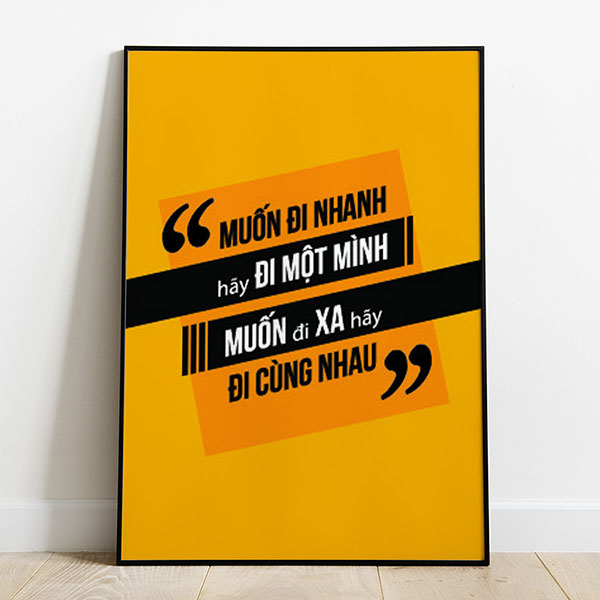 “ MUỐN ĐI NHANH
hãy ĐI MỘT MÌNH
MUỐN đi XA hãy
ĐI CÙNG NHAU ”